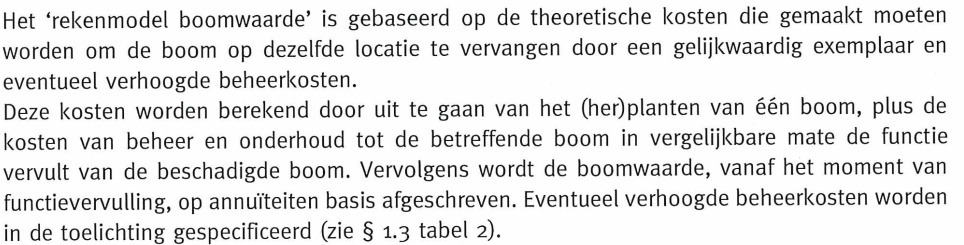 Het ‘rekenmodel boomwaarde’ is gebaseerd op de theoretische kosten die gemaakt moeten
worden om de boom op dezelfde locatie te vervangen door een gelijkwaardig exemplaar en
eventueel verhoogde beheerkosten.
Deze kosten worden berekend door uit te gaan van het (her)planten van één boom, plus de
kosten van beheer en onderhoud tot de betreffende boom in vergelijkbare mate de functie
vervult van de beschadigde boom. Vervolgens wordt de boomwaarde, vanaf het moment van
functievervulling, op annuïteiten basis afgeschreven. Eventueel verhoogde beheerkosten worden
in de toelichting gespecificeerd (zie § 1.3 tabel 2).